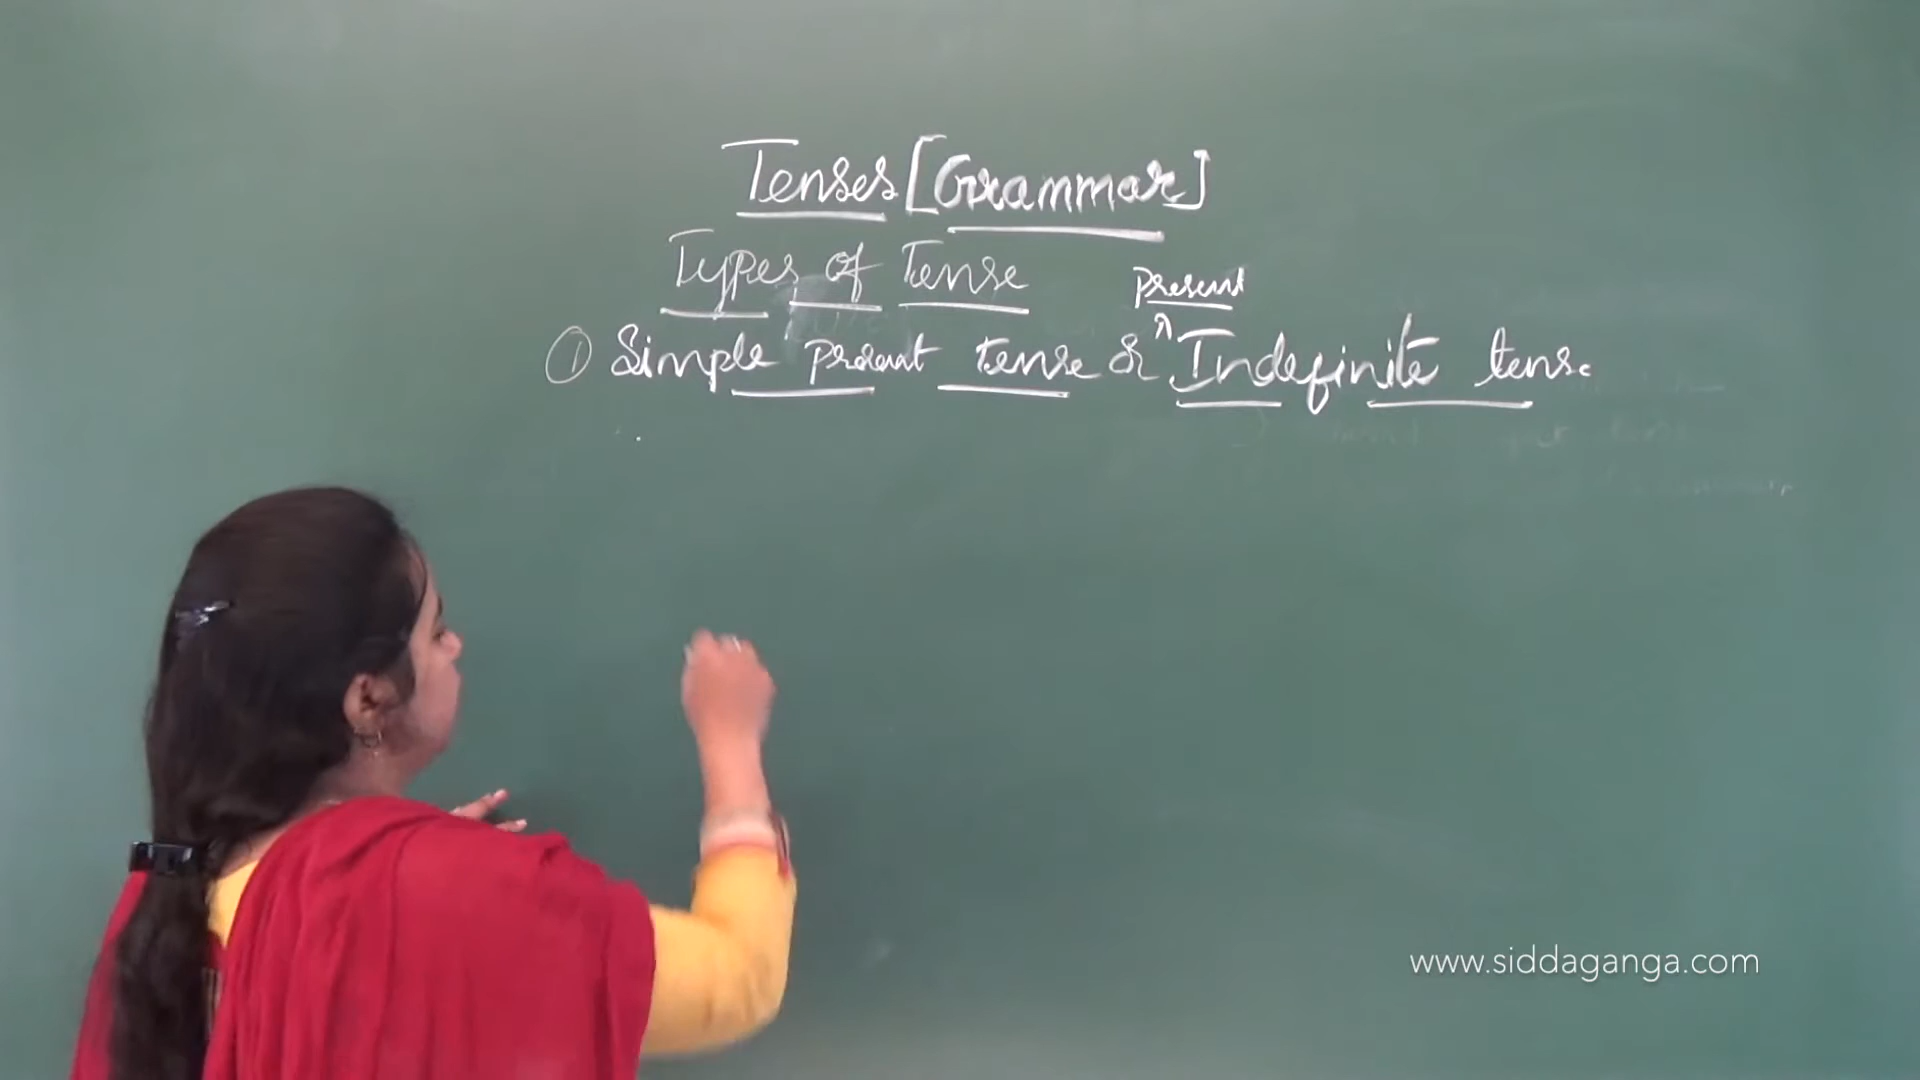 Tenses [Grammar]
Types of Tense
Present
① Simple present tense or ^ Indefinite tense
www.siddaganga.com